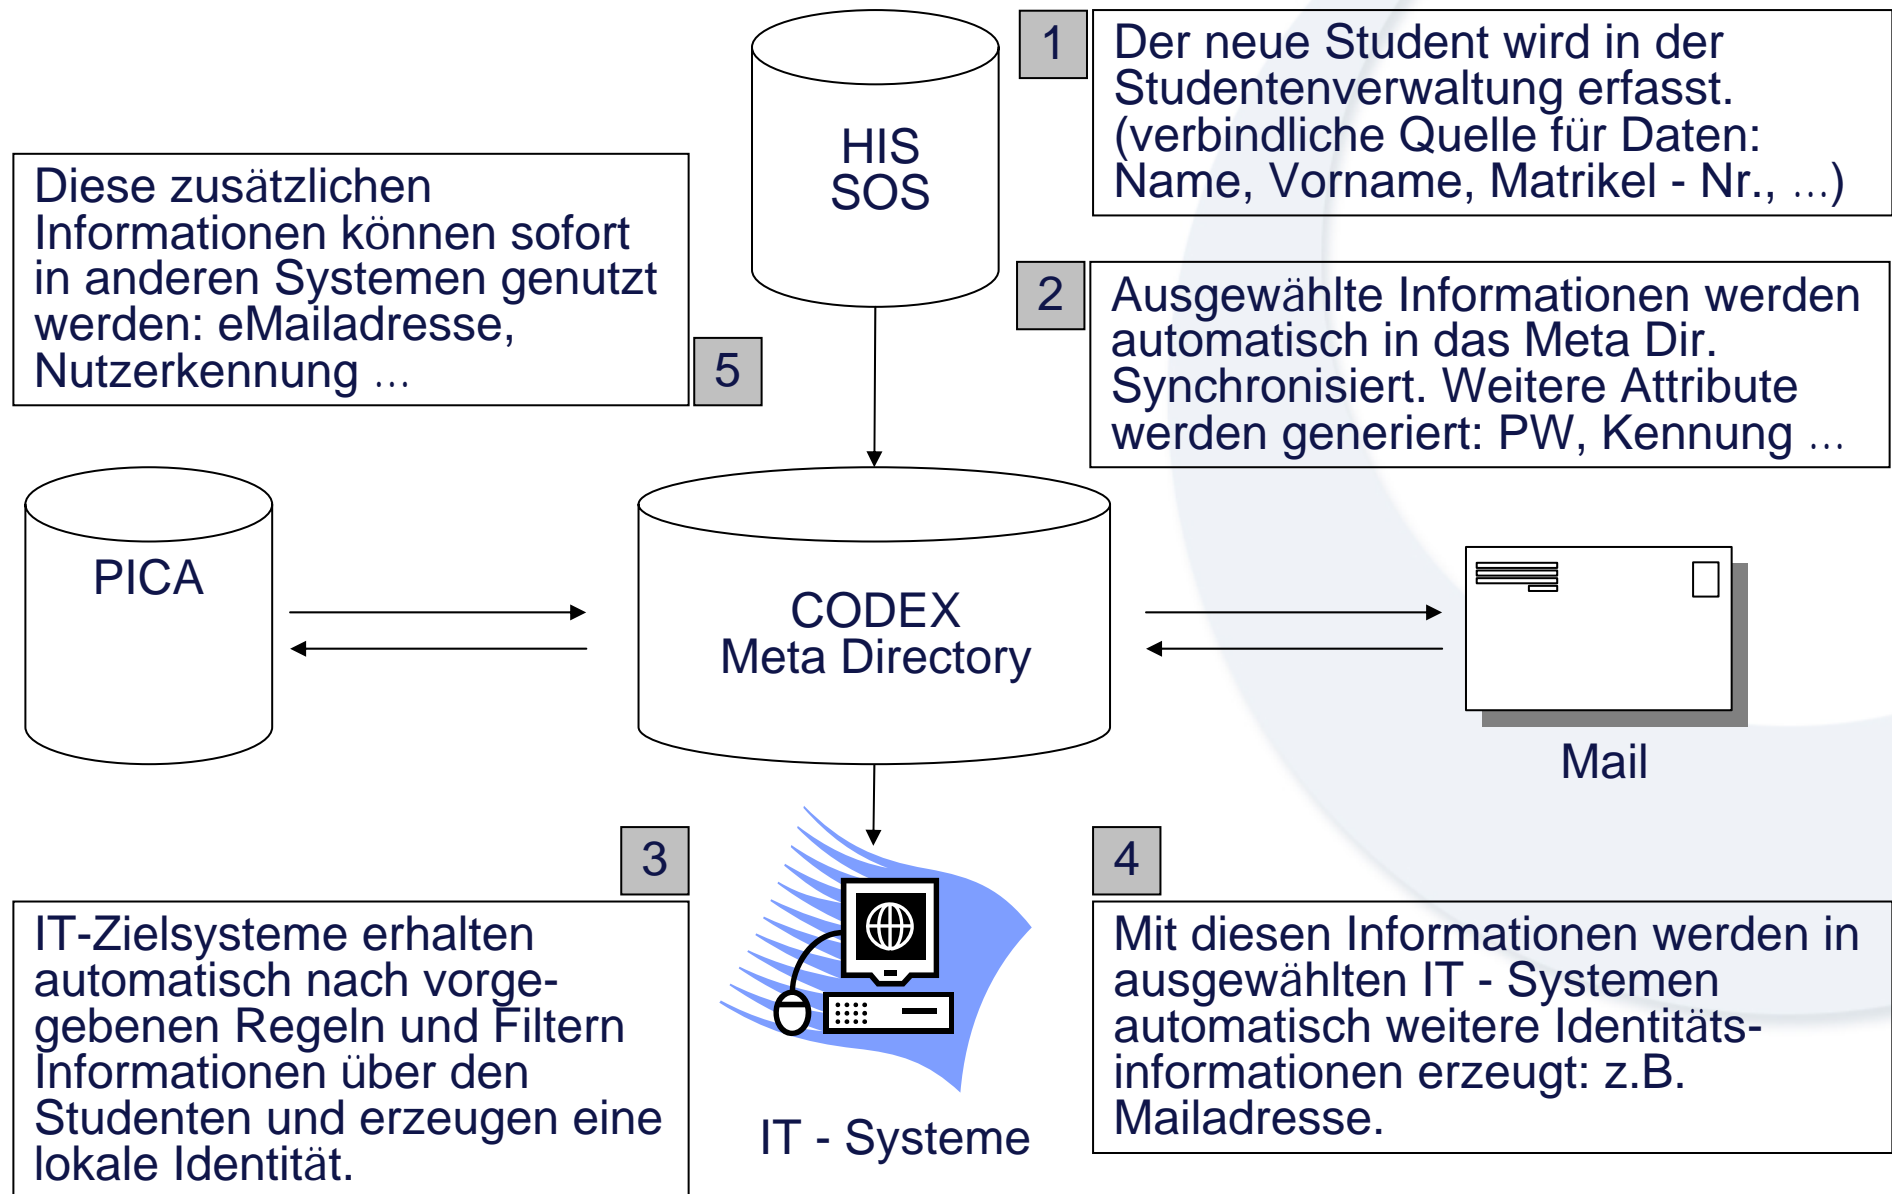 HIS
SOS
1
Der neue Student wird in der
Studentenverwaltung erfasst.
(verbindliche Quelle für Daten:
Name, Vorname, Matrikel - Nr., ...)
2
Ausgewählte Informationen werden
automatisch in das Meta Dir.
Synchronisiert. Weitere Attribute
werden generiert: PW, Kennung ...
Diese zusätzlichen
Informationen können sofort
in anderen Systemen genutzt
werden: eMailadresse,
Nutzerkennung ...
5
PICA
CODEX
Meta Directory
Mail
3
IT-Zielsysteme erhalten
automatisch nach vorge-
gebenen Regeln und Filtern
Informationen über den
Studenten und erzeugen eine
lokale Identität.
IT - Systeme
4
Mit diesen Informationen werden in
ausgewählten IT - Systemen
automatisch weitere Identitäts-
informationen erzeugt: z.B.
Mailadresse.